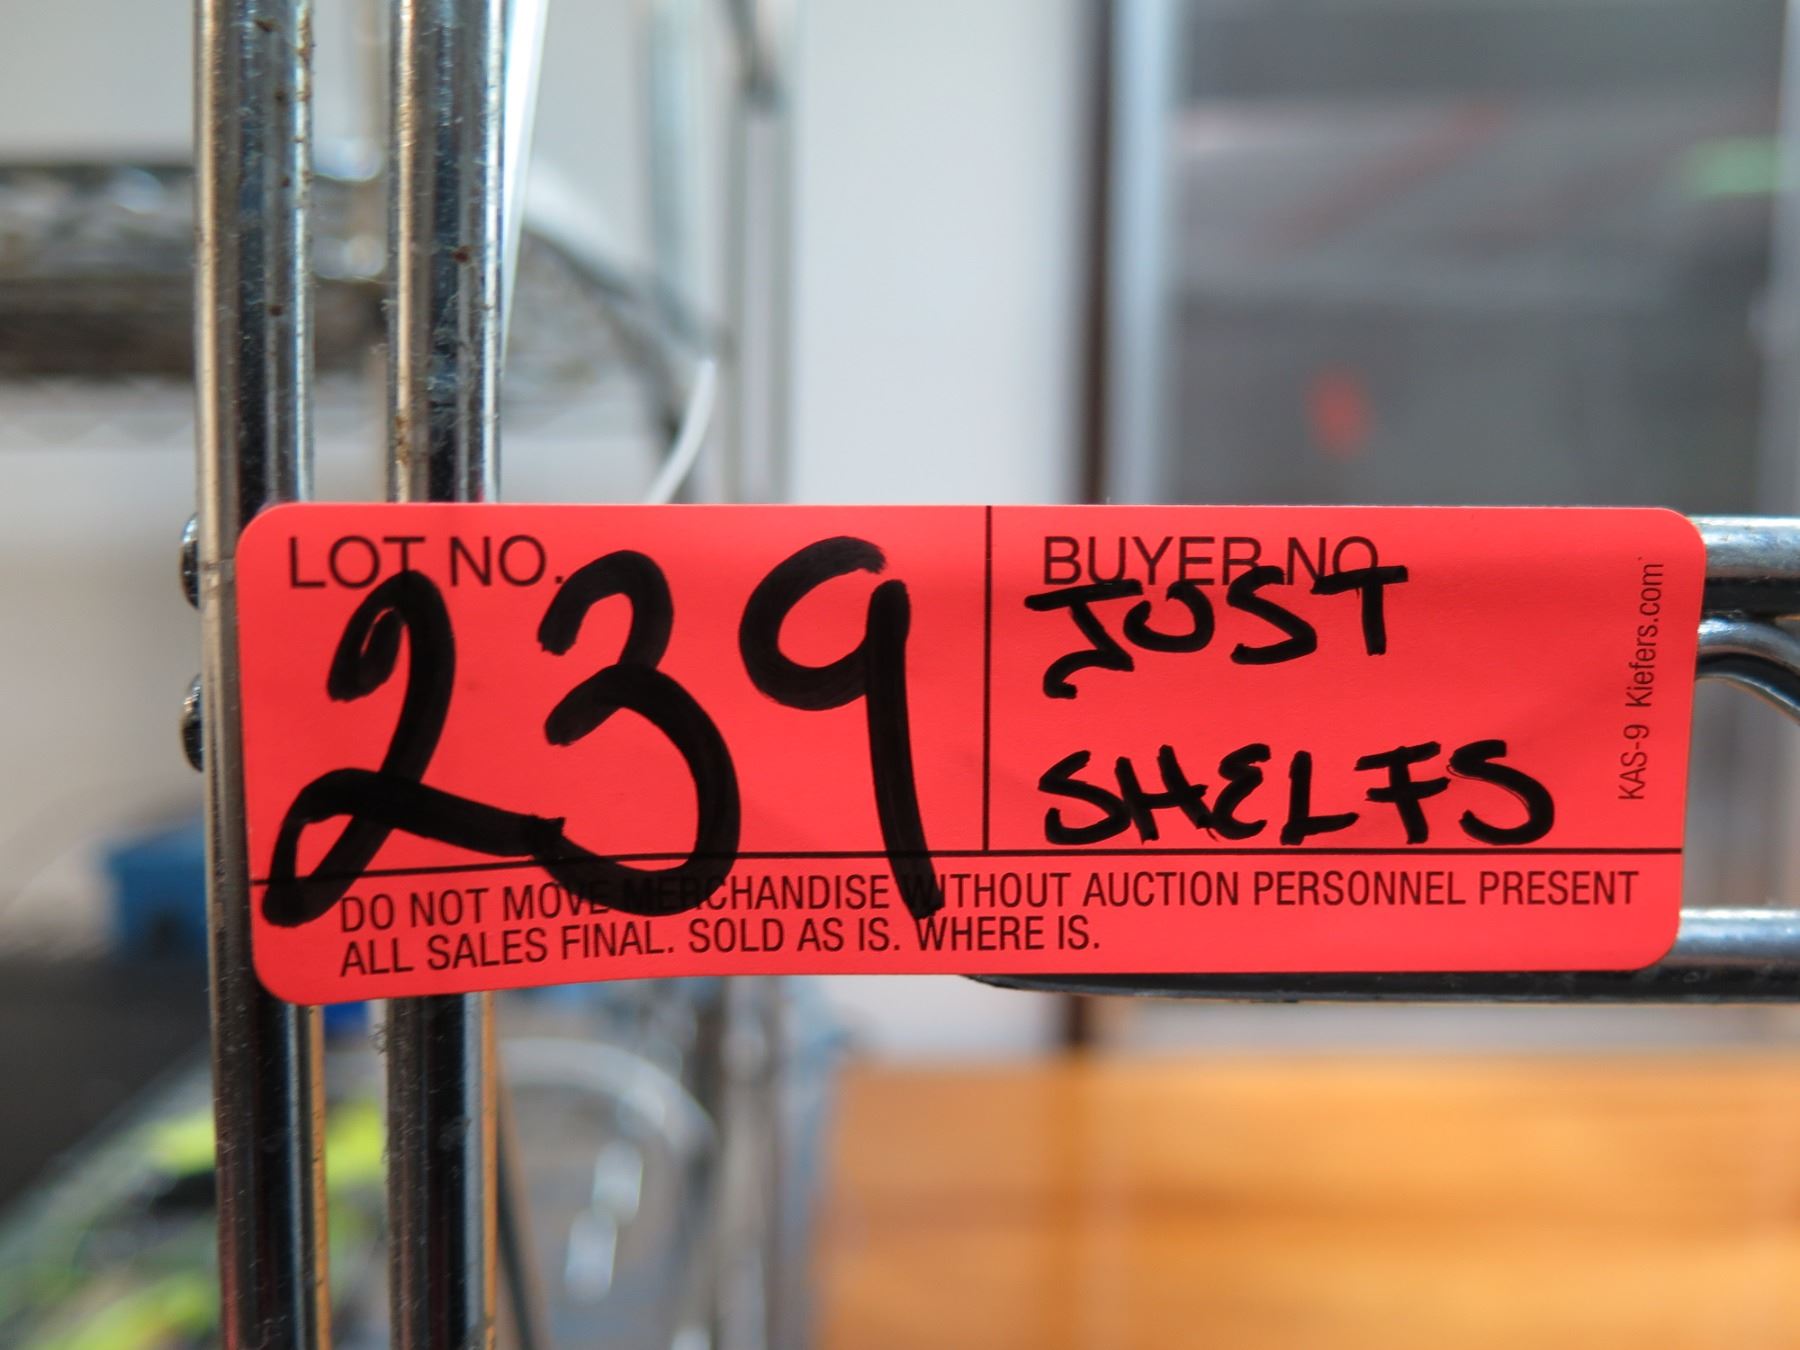 LOT NO.
239
BUYER NO.
JUST
SHELFS
KAS-9 Kiefers.com
DO NOT MOVE MERCHANDISE WITHOUT AUCTION PERSONNEL PRESENT
ALL SALES FINAL. SOLD AS IS. WHERE IS.